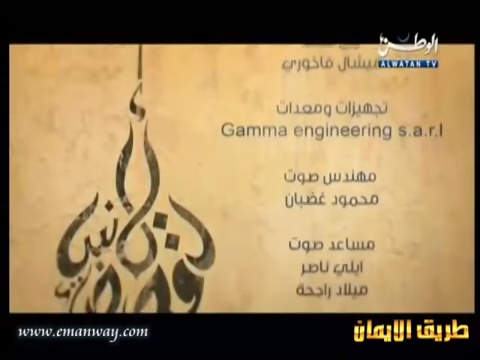 الوطن
ALWATAN TV
ميشال فاخوري
تجهيزات ومعدات
Gamma engineering s.a.r.l
مهندس صوت
محمود غضبان
مساعد صوت
ايلي ناصر
ميلاد راجحة
www.emanway.com
طريق الايمان